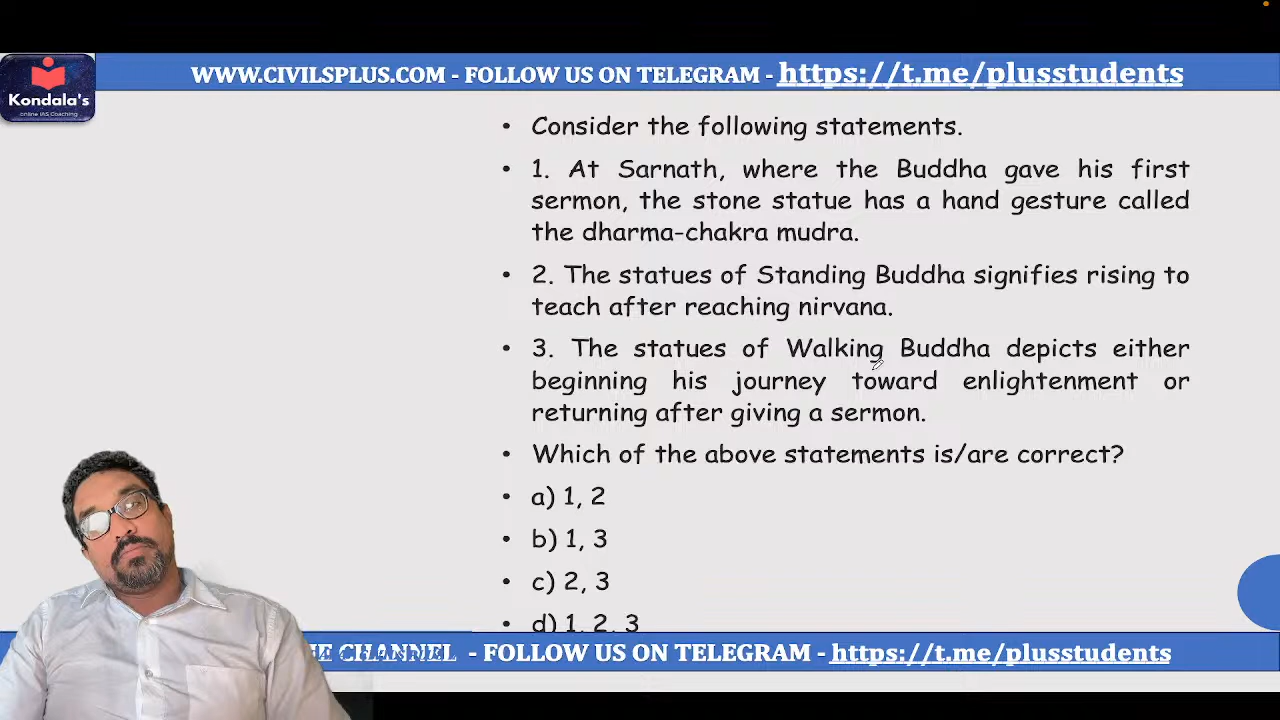 WWW.CIVILSPLUS.COM - FOLLOW US ON TELEGRAM - https://t.me/plusstudents
Kondala's
online IAS Coaching
• Consider the following statements.
• 1. At Sarnath, where the Buddha gave his first
sermon, the stone statue has a hand gesture called
the dharma-chakra mudra.
• 2. The statues of Standing Buddha signifies rising to
teach after reaching nirvana.
• 3. The statues of Walking Buddha depicts either
beginning his journey toward enlightenment or
returning after giving a sermon.
• Which of the above statements is/are correct?
• a) 1, 2
• b) 1, 3
• c) 2, 3
• d) 1, 2, 3
CHANNEL - FOLLOW US ON TELEGRAM - https://t.me/plusstudents